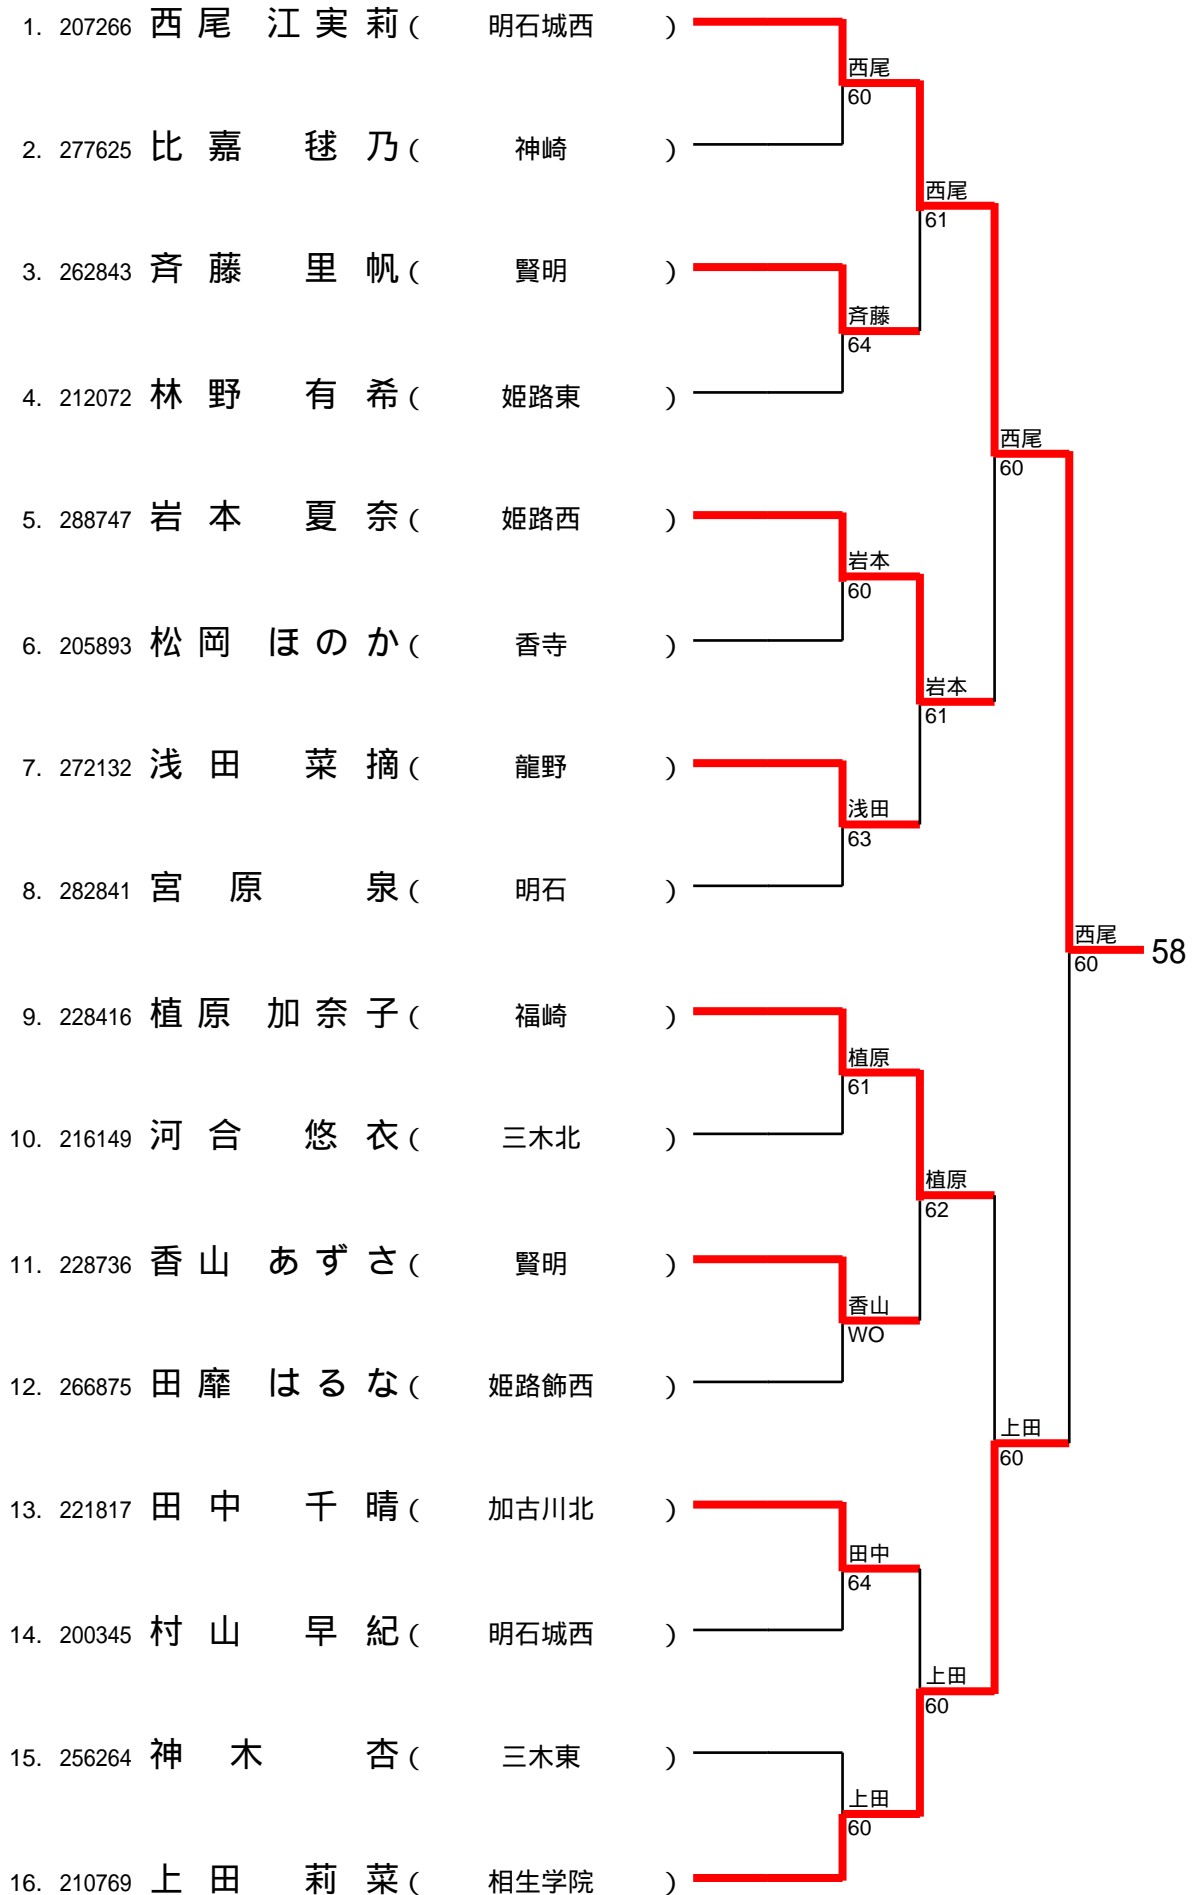 1. 207266 西尾 江実莉 ( 明石城西 )
西尾
60
2. 277625 比嘉 毬乃 ( 神崎 )
西尾
61
3. 262843 斉藤 里帆 ( 賢明 )
斉藤
64
4. 212072 林野 有希 ( 姫路東 )
西尾
60
5. 288747 岩本 夏奈 ( 姫路西 )
岩本
60
6. 205893 松岡 ほのか ( 香寺 )
岩本
61
7. 272132 浅田 菜摘 ( 龍野 )
浅田
63
8. 282841 宮原 泉 ( 明石 )
西尾
60
58
9. 228416 植原 加奈子 ( 福崎 )
植原
61
10. 216149 河合 悠衣 ( 三木北 )
植原
62
11. 228736 香山 あずさ ( 賢明 )
香山
WO
12. 266875 田靡 はるな ( 姫路飾西 )
上田
60
13. 221817 田中 千晴 ( 加古川北 )
田中
64
14. 200345 村山 早紀 ( 明石城西 )
上田
60
15. 256264 神木 杏 ( 三木東 )
上田
60
16. 210769 上田 莉菜 ( 相生学院 )